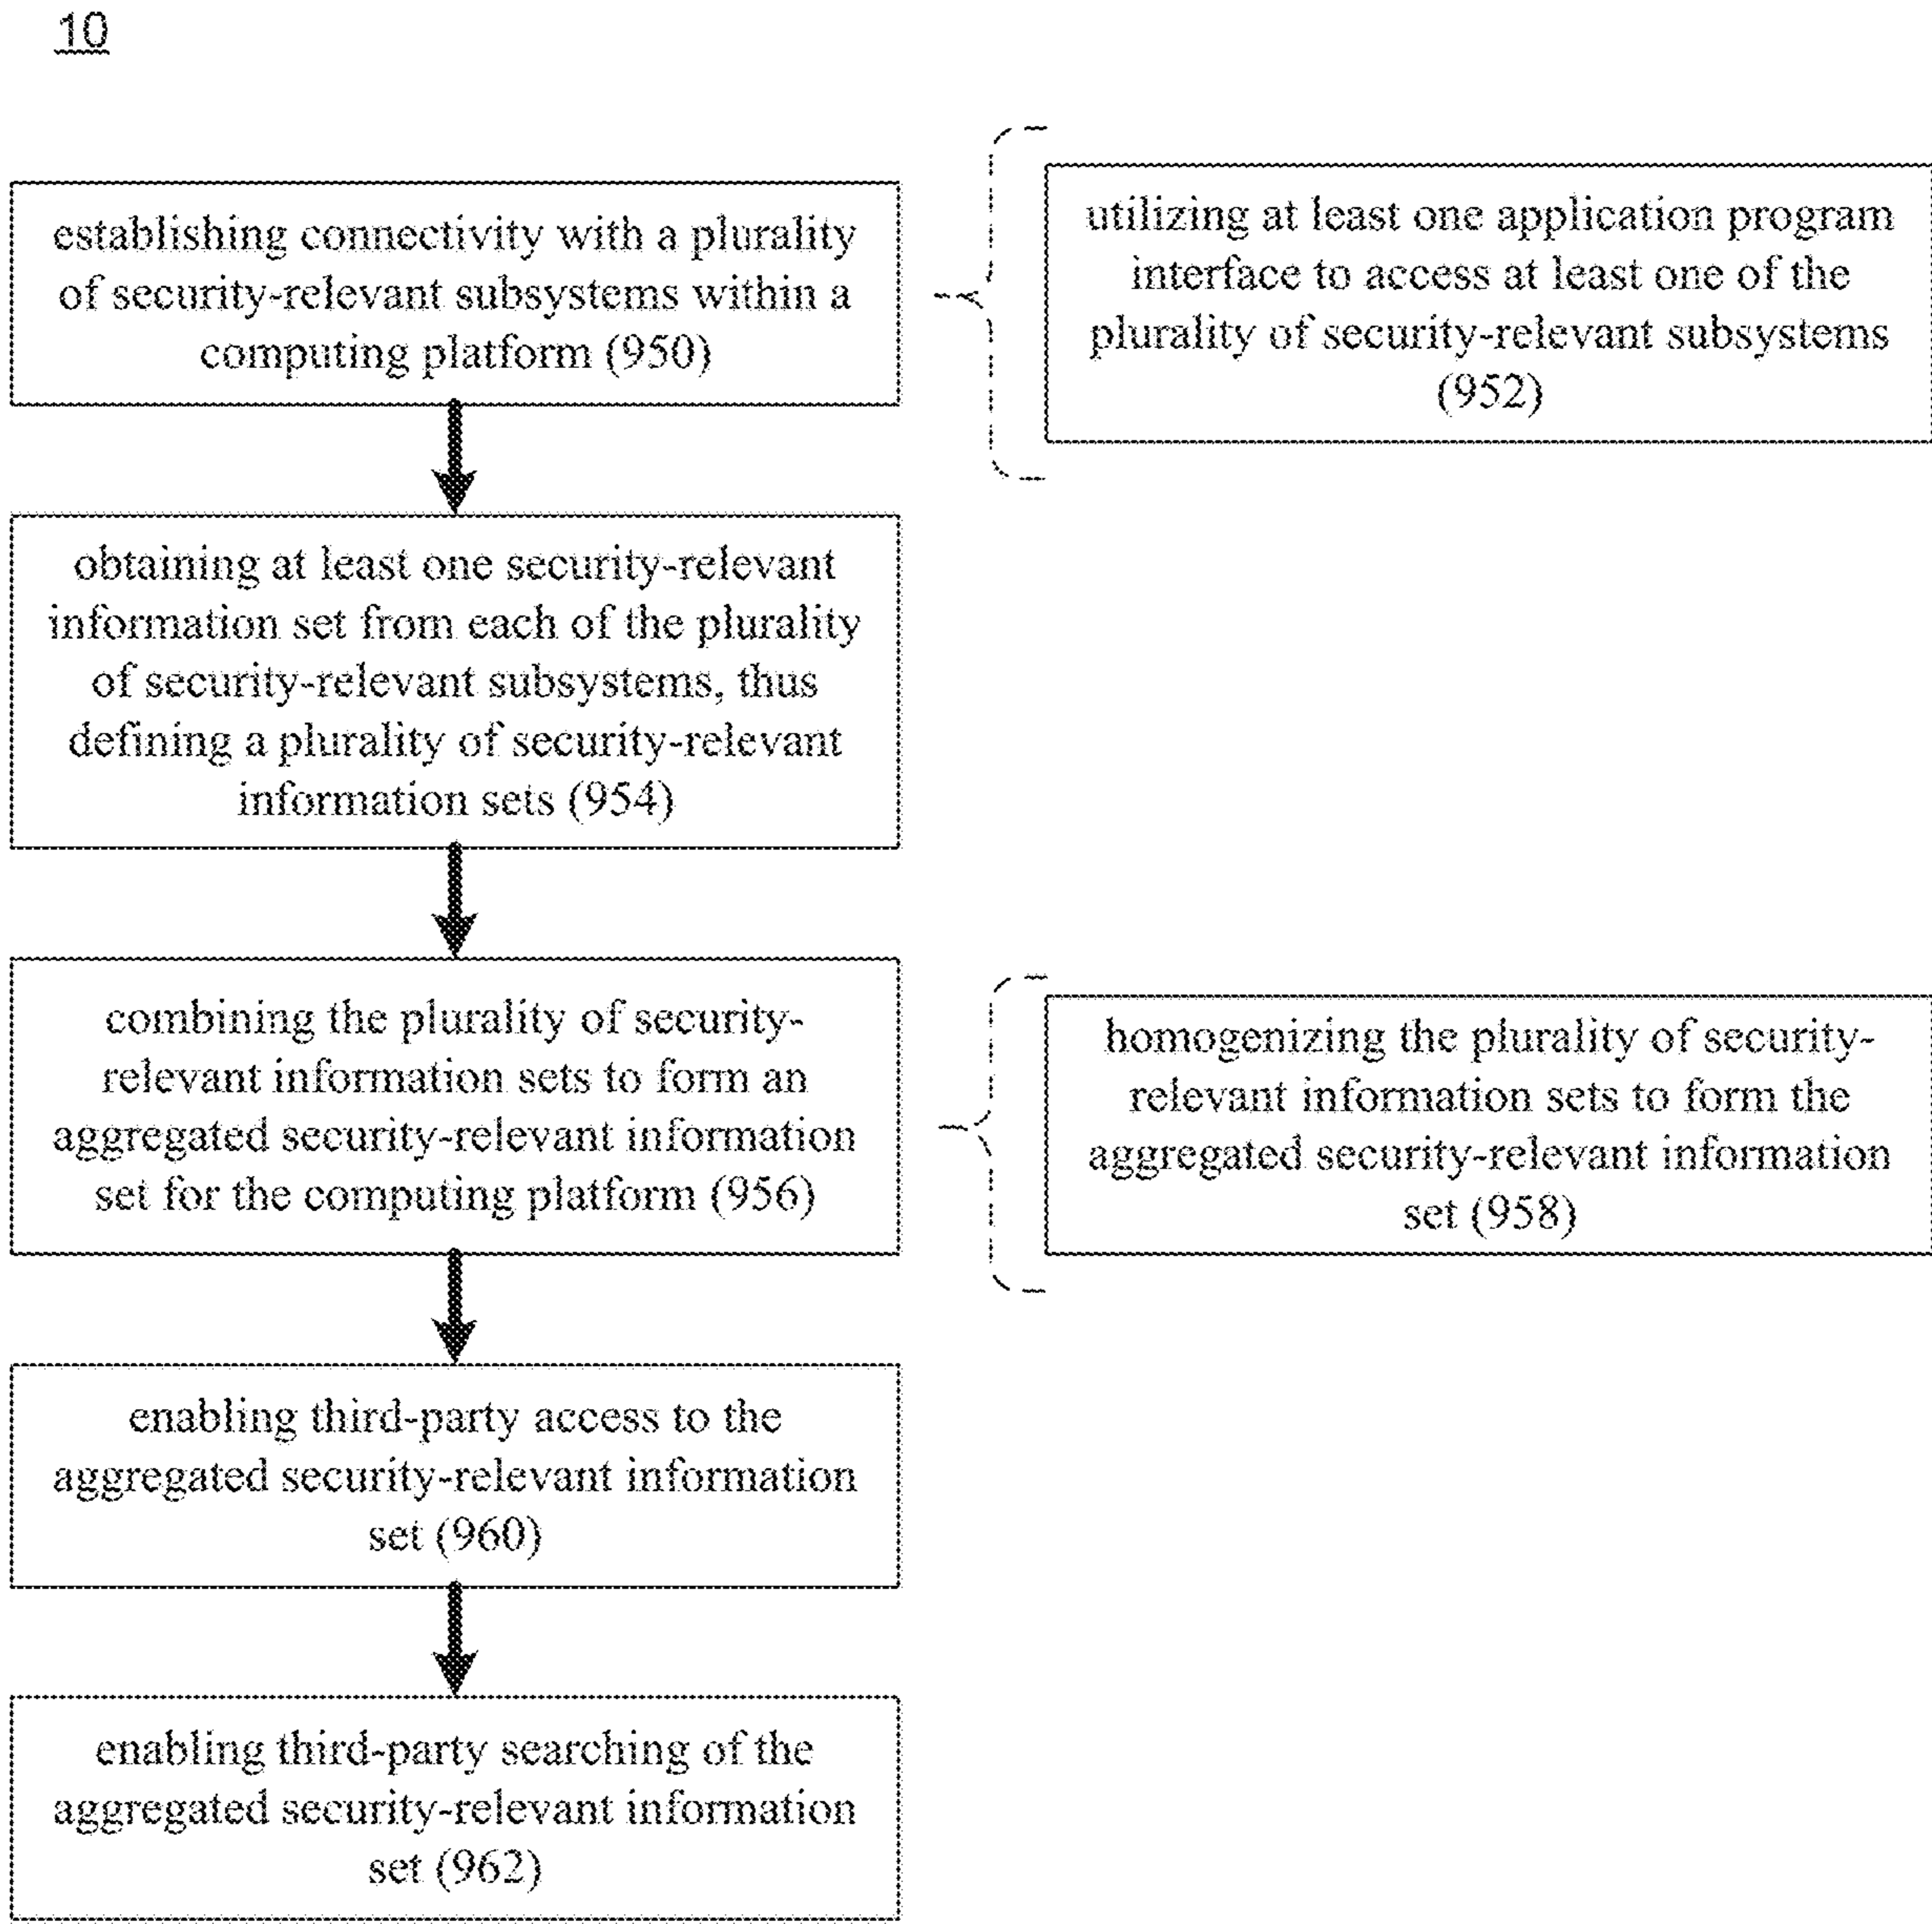 10
establishing connectivity with a plurality
of security-relevant subsystems within a
computing platform (950)
utilizing at least one application program
interface to access at least one of the
plurality of security-relevant subsystems
(952)
obtaining at least one security-relevant
information set from each of the plurality
of security-relevant subsystems, thus
defining a plurality of security-relevant
information sets (954)
combining the plurality of security-
relevant information sets to form an
aggregated security-relevant information
set for the computing platform (956)
homogenizing the plurality of security-
relevant information sets to form the
aggregated security-relevant information
set (958)
enabling third-party access to the
aggregated security-relevant information
set (960)
enabling third-party searching of the
aggregated security-relevant information
set (962)